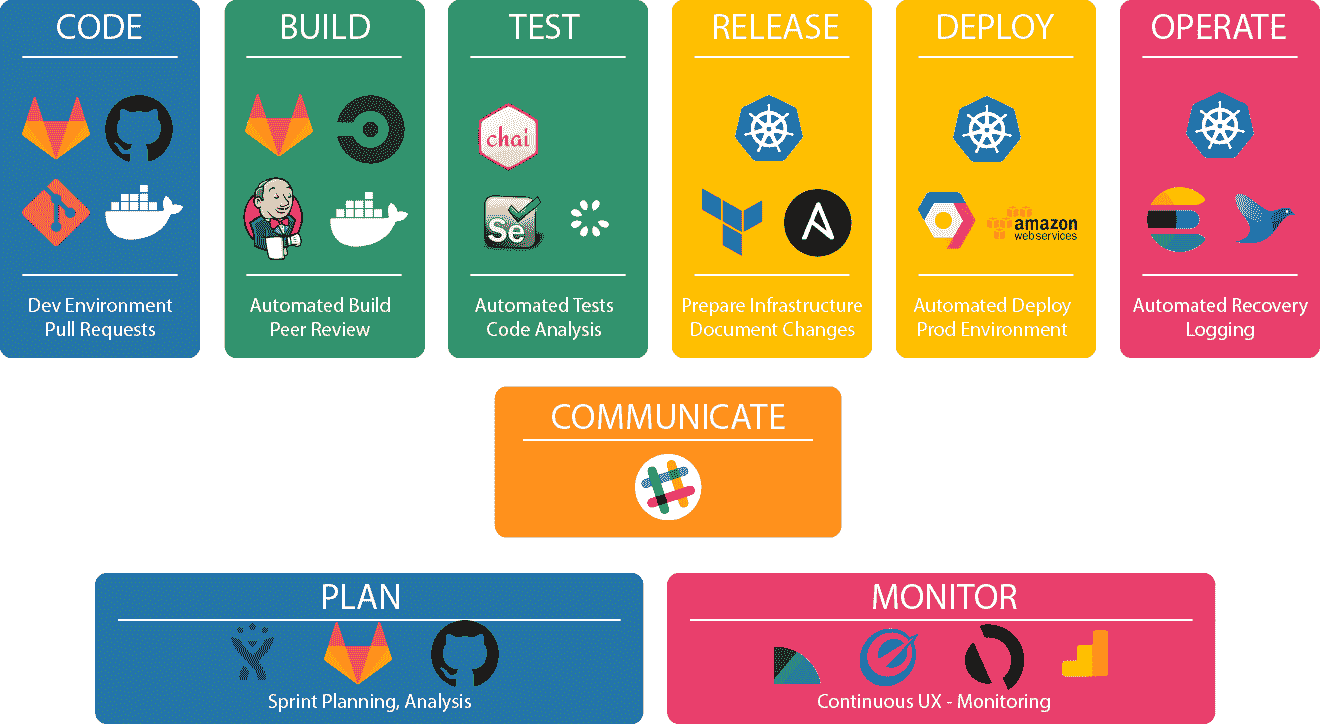 CODE
Dev Environment
Pull Requests
BUILD
Automated Build
Peer Review
TEST
chai
Se
Automated Tests
Code Analysis
RELEASE
A
Prepare Infrastructure
Document Changes
DEPLOY
amazon
webservices
Automated Deploy
Prod Environment
OPERATE
Automated Recovery
Logging
COMMUNICATE
PLAN
Sprint Planning, Analysis
MONITOR
Continuous UX - Monitoring